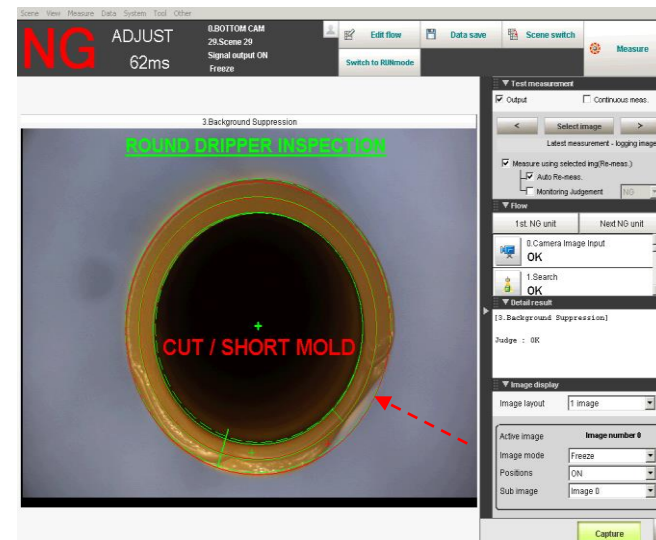 Scene View Measure Data System Tool Other
NG
ADJUST
62ms
0.BOTTOM CAM
29.Scene 29
Signal output ON
Freeze
Edit flow
Data save
Scene switch
Measure
Switch to RUNmode
3.Background Suppression
ROUND DRIPPER INSPECTION
CUT / SHORT MOLD
▼ Test measurement
Output
Continuous meas.
<
Select image
>
Latest measurement - logging image
Measure using selected img(Re-meas.)
Auto Re-meas.
Monitoring Judgement
NG
▼ Flow
1st. NG unit
Next NG unit
0.Camera Image Input
OK
1.Search
OK
▼ Detail result
[3.Background Suppression]
Judge : OK
▼ Image display
Image layout
1 image
Active image
Image number 0
Image mode
Freeze
Positions
ON
Sub image
Image 0
Capture